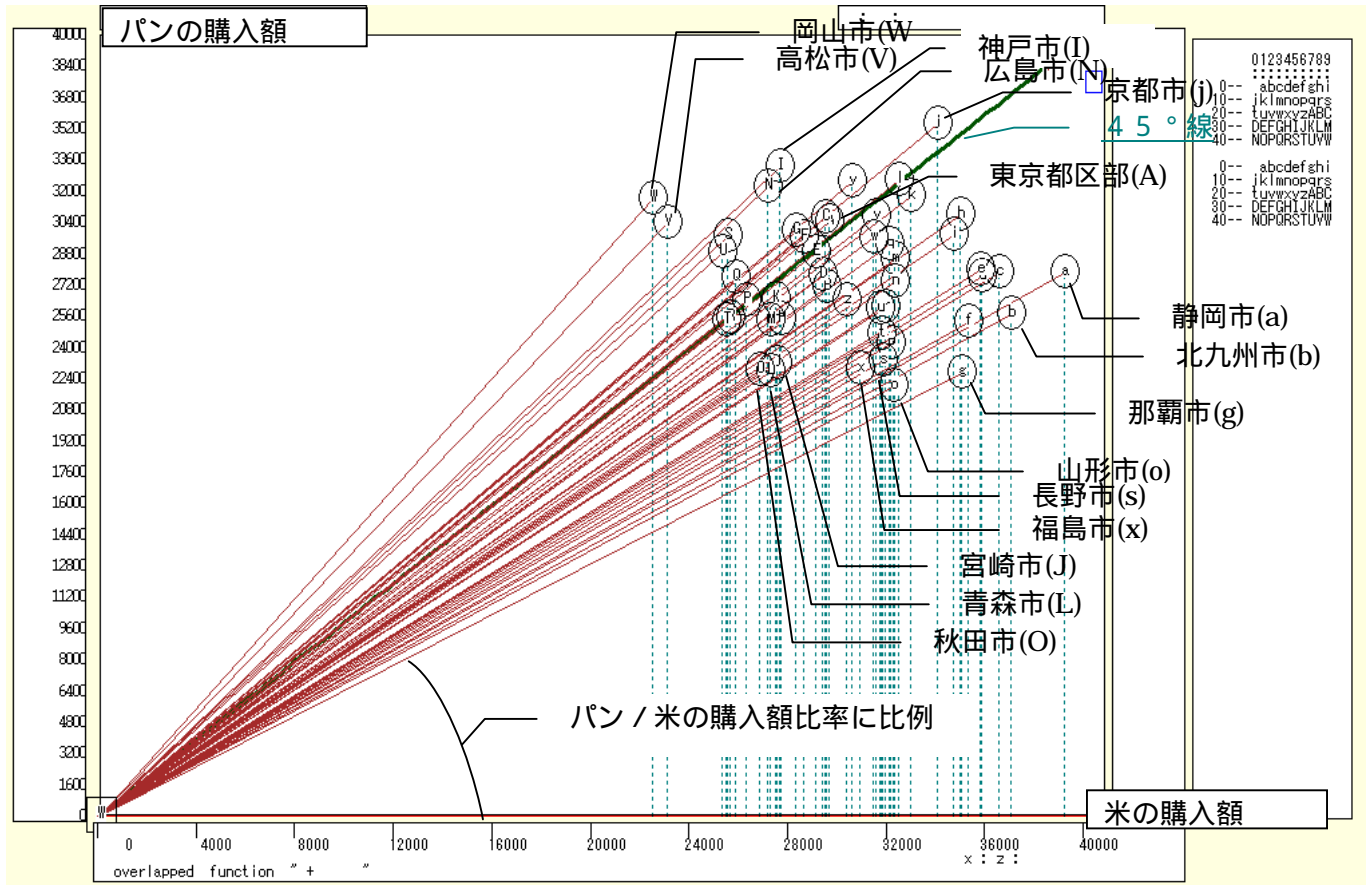 パンの購入額
岡山市(W
高松市(V)
神戸市(I)
広島市(N)
京都市(j)
４５°線
東京都区部(A)
静岡市(a)
北九州市(b)
那覇市(g)
山形市(o)
長野市(s)
福島市(x)
宮崎市(J)
青森市(L)
秋田市(O)
パン / 米の購入額比率に比例
米の購入額
40000
38400
36800
35200
33600
32000
30400
28800
27200
25600
24000
22400
20800
19200
17600
16000
14400
12800
11200
9600
8000
6400
4800
3200
1600
0
0 4000 8000 12000 16000 20000 24000 28000 32000 36000 40000
x : z :
overlapped function " + "
0123456789
: : : : : : : : : :
0-- abcdefghi
10-- jklmnopqrs
20-- tuvwxyzABC
30-- DEFGHIJKLM
40-- NOPQRSTUVW
0-- abcdefghi
10-- jklmnopqrs
20-- tuvwxyzABC
30-- DEFGHIJKLM
40-- NOPQRSTUVW
W
V
I
N
j
y
l
k
h
i
S
U
Q
P
K
T
M
E
w
q
m
n
z
u
t
s
x
o
e
c
a
b
f
g
W